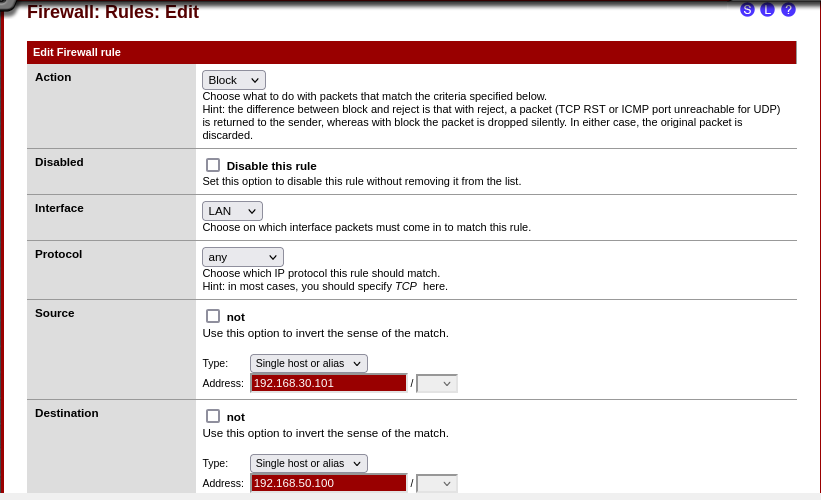 Firewall: Rules: Edit
S L ?
Edit Firewall rule
Action
Block
Choose what to do with packets that match the criteria specified below.
Hint: the difference between block and reject is that with reject, a packet (TCP RST or ICMP port unreachable for UDP)
is returned to the sender, whereas with block the packet is dropped silently. In either case, the original packet is
discarded.
Disabled
Disable this rule
Set this option to disable this rule without removing it from the list.
Interface
LAN
Choose on which interface packets must come in to match this rule.
Protocol
any
Choose which IP protocol this rule should match.
Hint: in most cases, you should specify TCP here.
Source
not
Use this option to invert the sense of the match.
Type: Single host or alias
Address: 192.168.30.101 /
Destination
not
Use this option to invert the sense of the match.
Type: Single host or alias
Address: 192.168.50.100 /